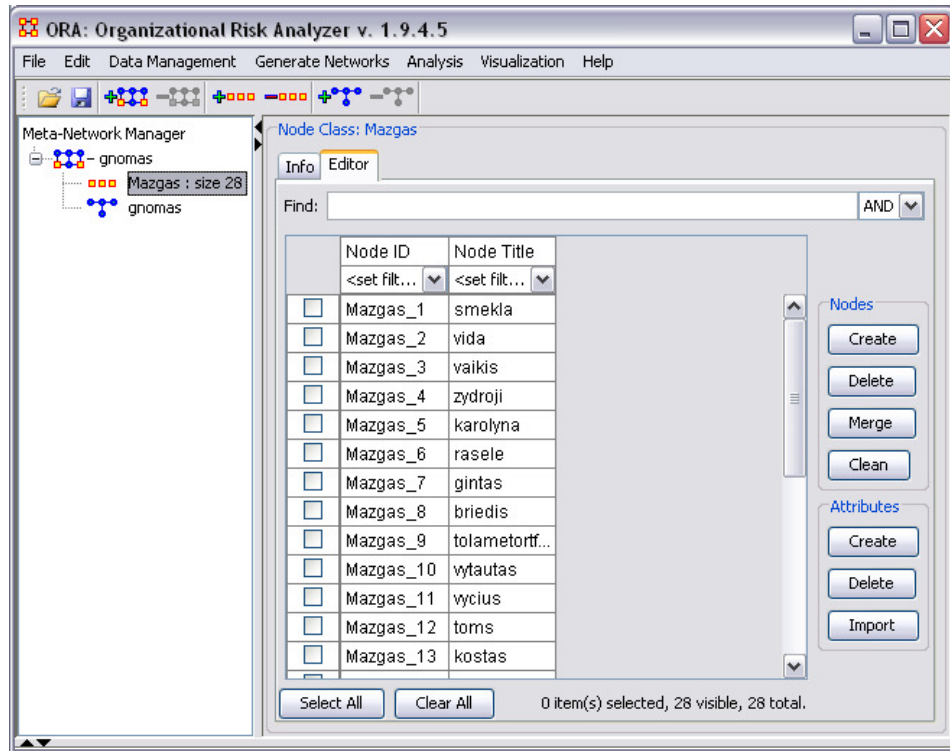 ORA: Organizational Risk Analyzer v. 1.9.4.5
File Edit Data Management Generate Networks Analysis Visualization Help
Meta-Network Manager
gnomas
Mazgas : size 28
gnomas
Node Class: Mazgas
Info Editor
Find: AND
Node ID Node Title
<set filt... <set filt...
Mazgas_1 smekla
Mazgas_2 vida
Mazgas_3 vaikis
Mazgas_4 zydroji
Mazgas_5 karolyna
Mazgas_6 rasele
Mazgas_7 gintas
Mazgas_8 briedis
Mazgas_9 tolametortf...
Mazgas_10 vytautas
Mazgas_11 vycius
Mazgas_12 toms
Mazgas_13 kostas
Nodes
Create
Delete
Merge
Clean
Attributes
Create
Delete
Import
Select All Clear All 0 item(s) selected, 28 visible, 28 total.